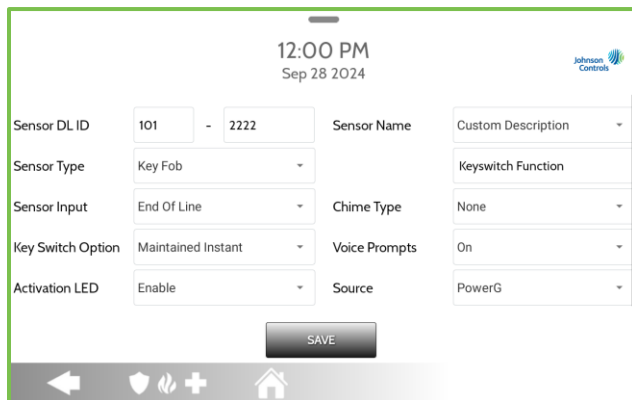 12:00 PM
Sep 28 2024
Johnson
Controls
Sensor DL ID 101 - 2222 Sensor Name Custom Description
Sensor Type Key Fob Keyswitch Function
Sensor Input End Of Line Chime Type None
Key Switch Option Maintained Instant Voice Prompts On
Activation LED Enable Source PowerG
SAVE